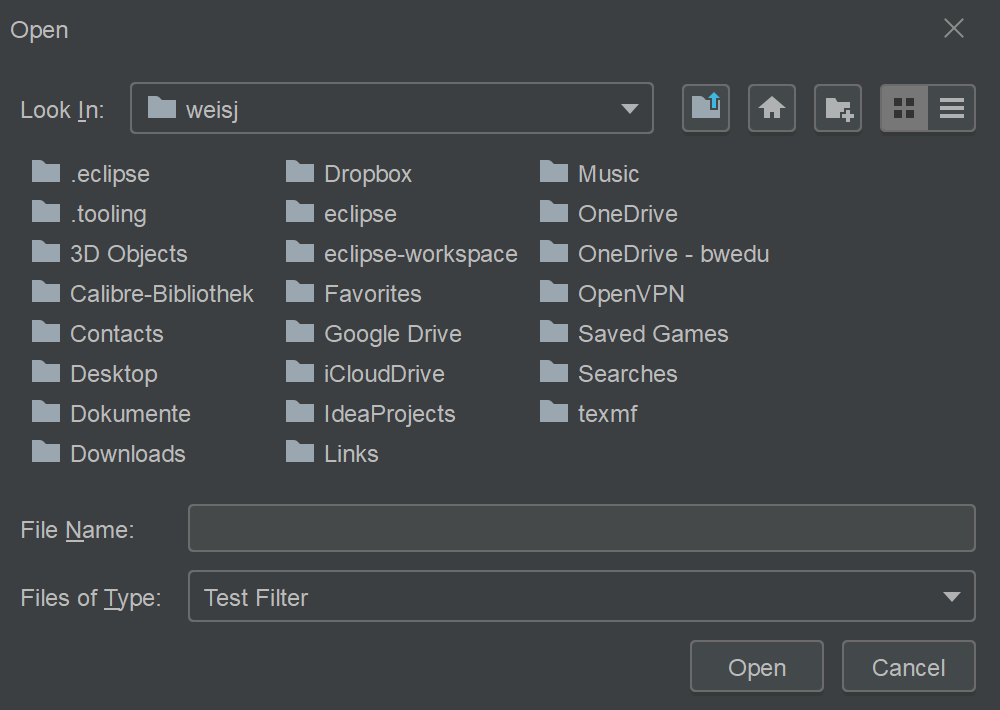 Open
Look In: weisj
.eclipse
.tooling
3D Objects
Calibre-Bibliothek
Contacts
Desktop
Dokumente
Downloads
Dropbox
eclipse
eclipse-workspace
Favorites
Google Drive
iCloudDrive
IdeaProjects
Links
Music
OneDrive
OneDrive - bwedu
OpenVPN
Saved Games
Searches
texmf
File Name:
Files of Type: Test Filter
Open Cancel